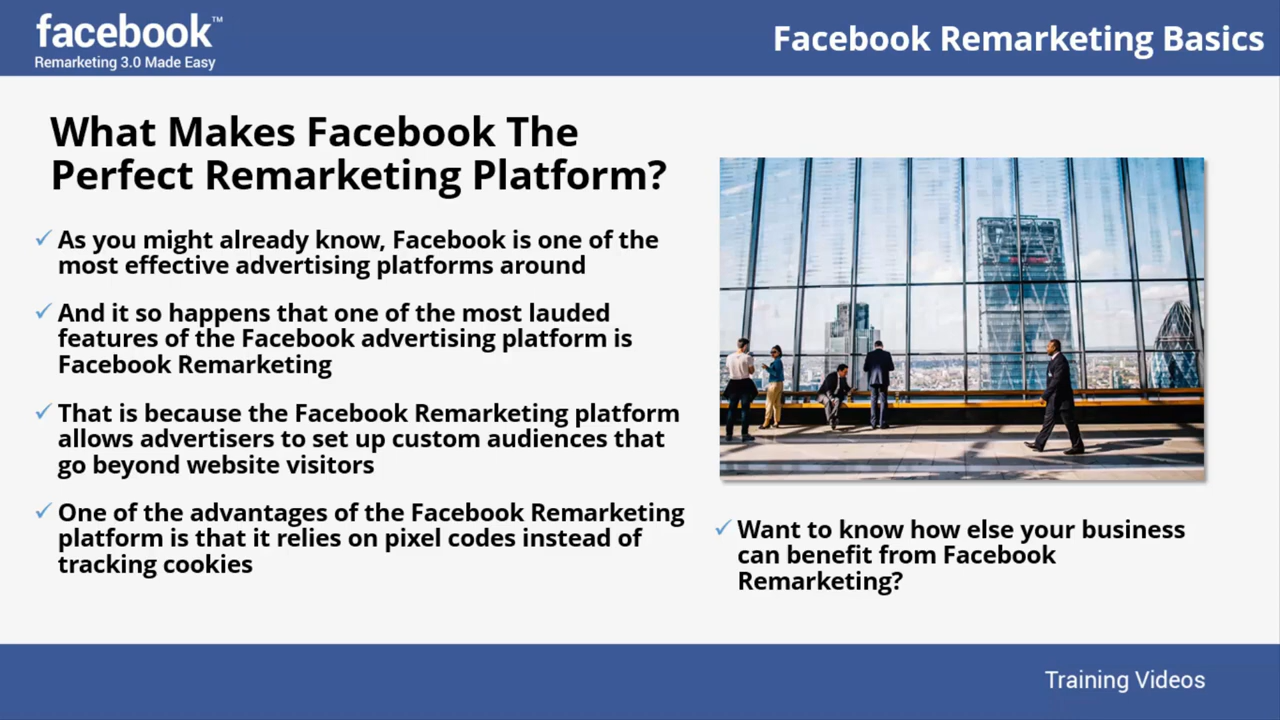 facebook™
Remarketing 3.0 Made Easy
Facebook Remarketing Basics
What Makes Facebook The
Perfect Remarketing Platform?
✓ As you might already know, Facebook is one of the
most effective advertising platforms around
✓ And it so happens that one of the most lauded
features of the Facebook advertising platform is
Facebook Remarketing
✓ That is because the Facebook Remarketing platform
allows advertisers to set up custom audiences that
go beyond website visitors
✓ One of the advantages of the Facebook Remarketing
platform is that it relies on pixel codes instead of
tracking cookies
✓ Want to know how else your business
can benefit from Facebook
Remarketing?
Training Videos